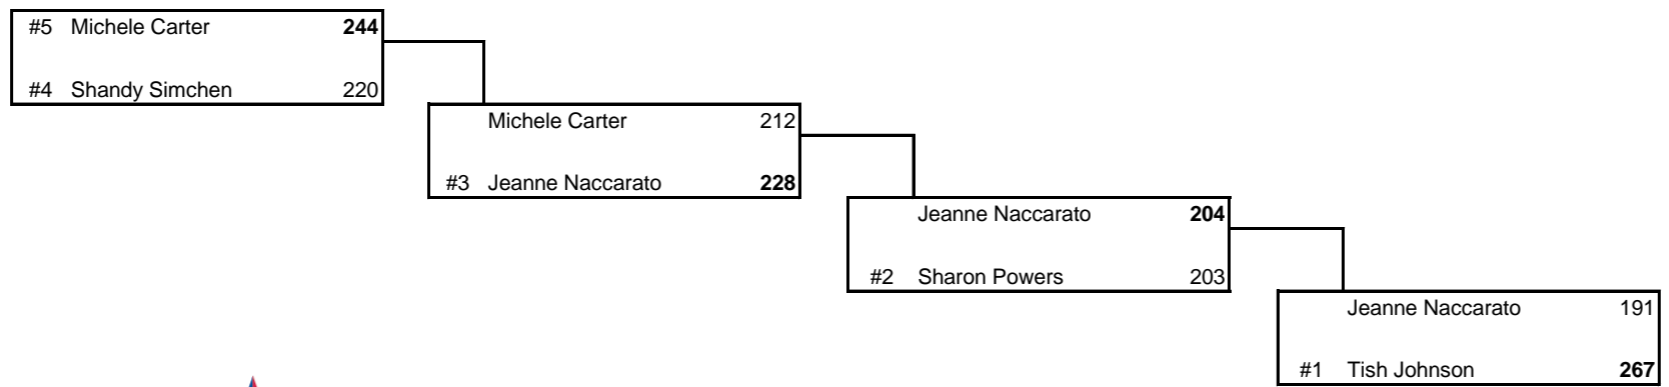 #5 Michele Carter 244
#4 Shandy Simchen 220
Michele Carter 212
#3 Jeanne Naccarato 228
Jeanne Naccarato 204
#2 Sharon Powers 203
Jeanne Naccarato 191
#1 Tish Johnson 267